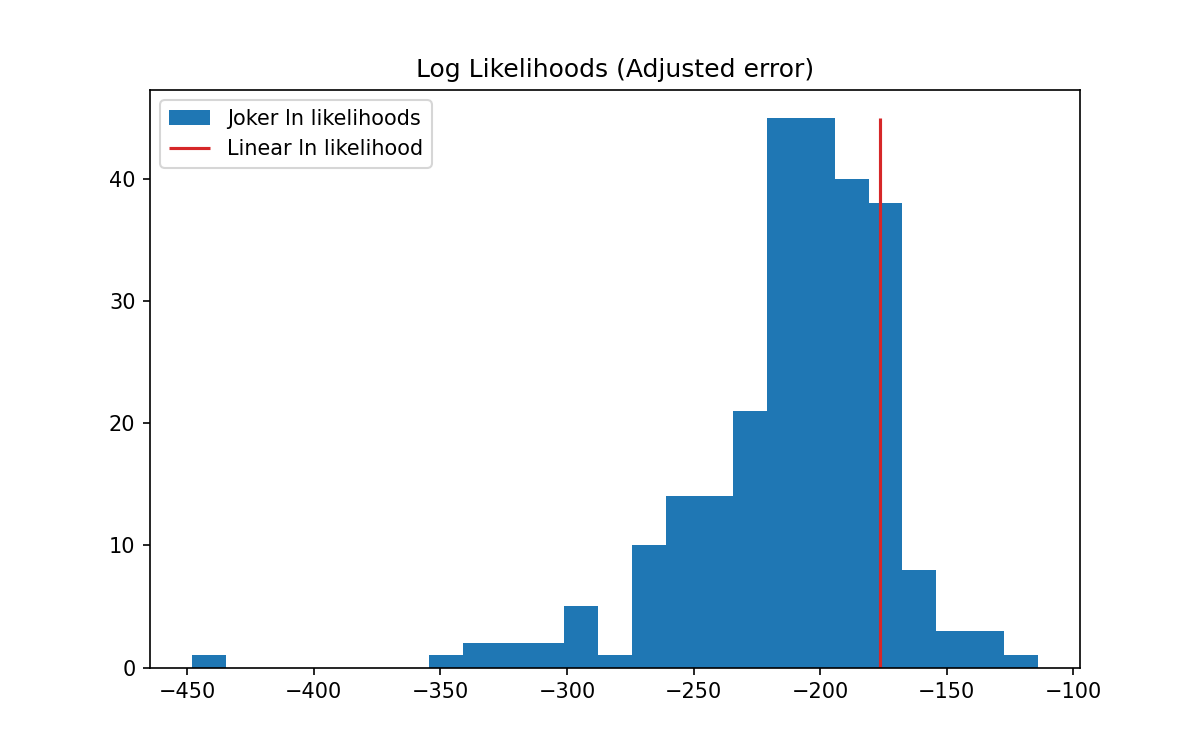 Log Likelihoods (Adjusted error)
Joker ln likelihoods
Linear ln likelihood
40
30
20
10
0
−450 −400 −350 −300 −250 −200 −150 −100